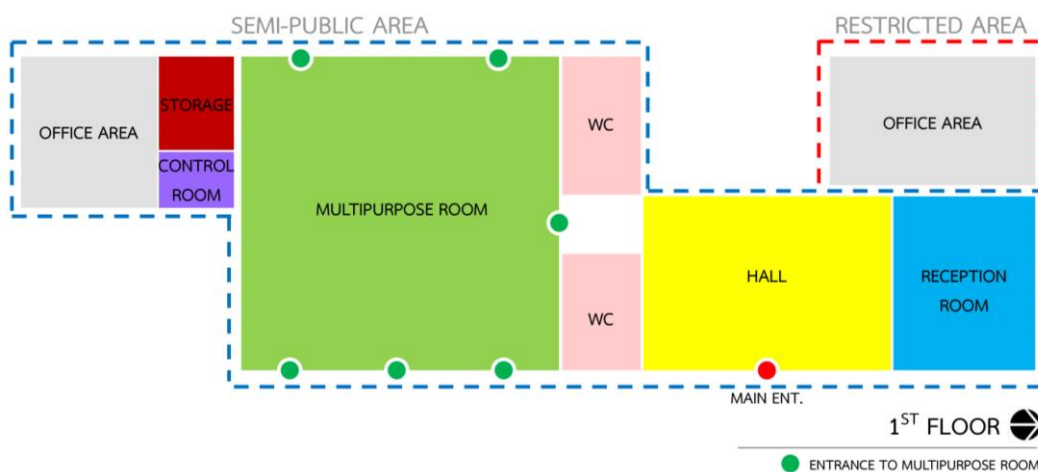 SEMI-PUBLIC AREA
RESTRICTED AREA
OFFICE AREA
STORAGE
CONTROL
ROOM
MULTIPURPOSE ROOM
WC
WC
HALL
OFFICE AREA
RECEPTION
ROOM
MAIN ENT.
1ST FLOOR
ENTRANCE TO MULTIPURPOSE ROOM